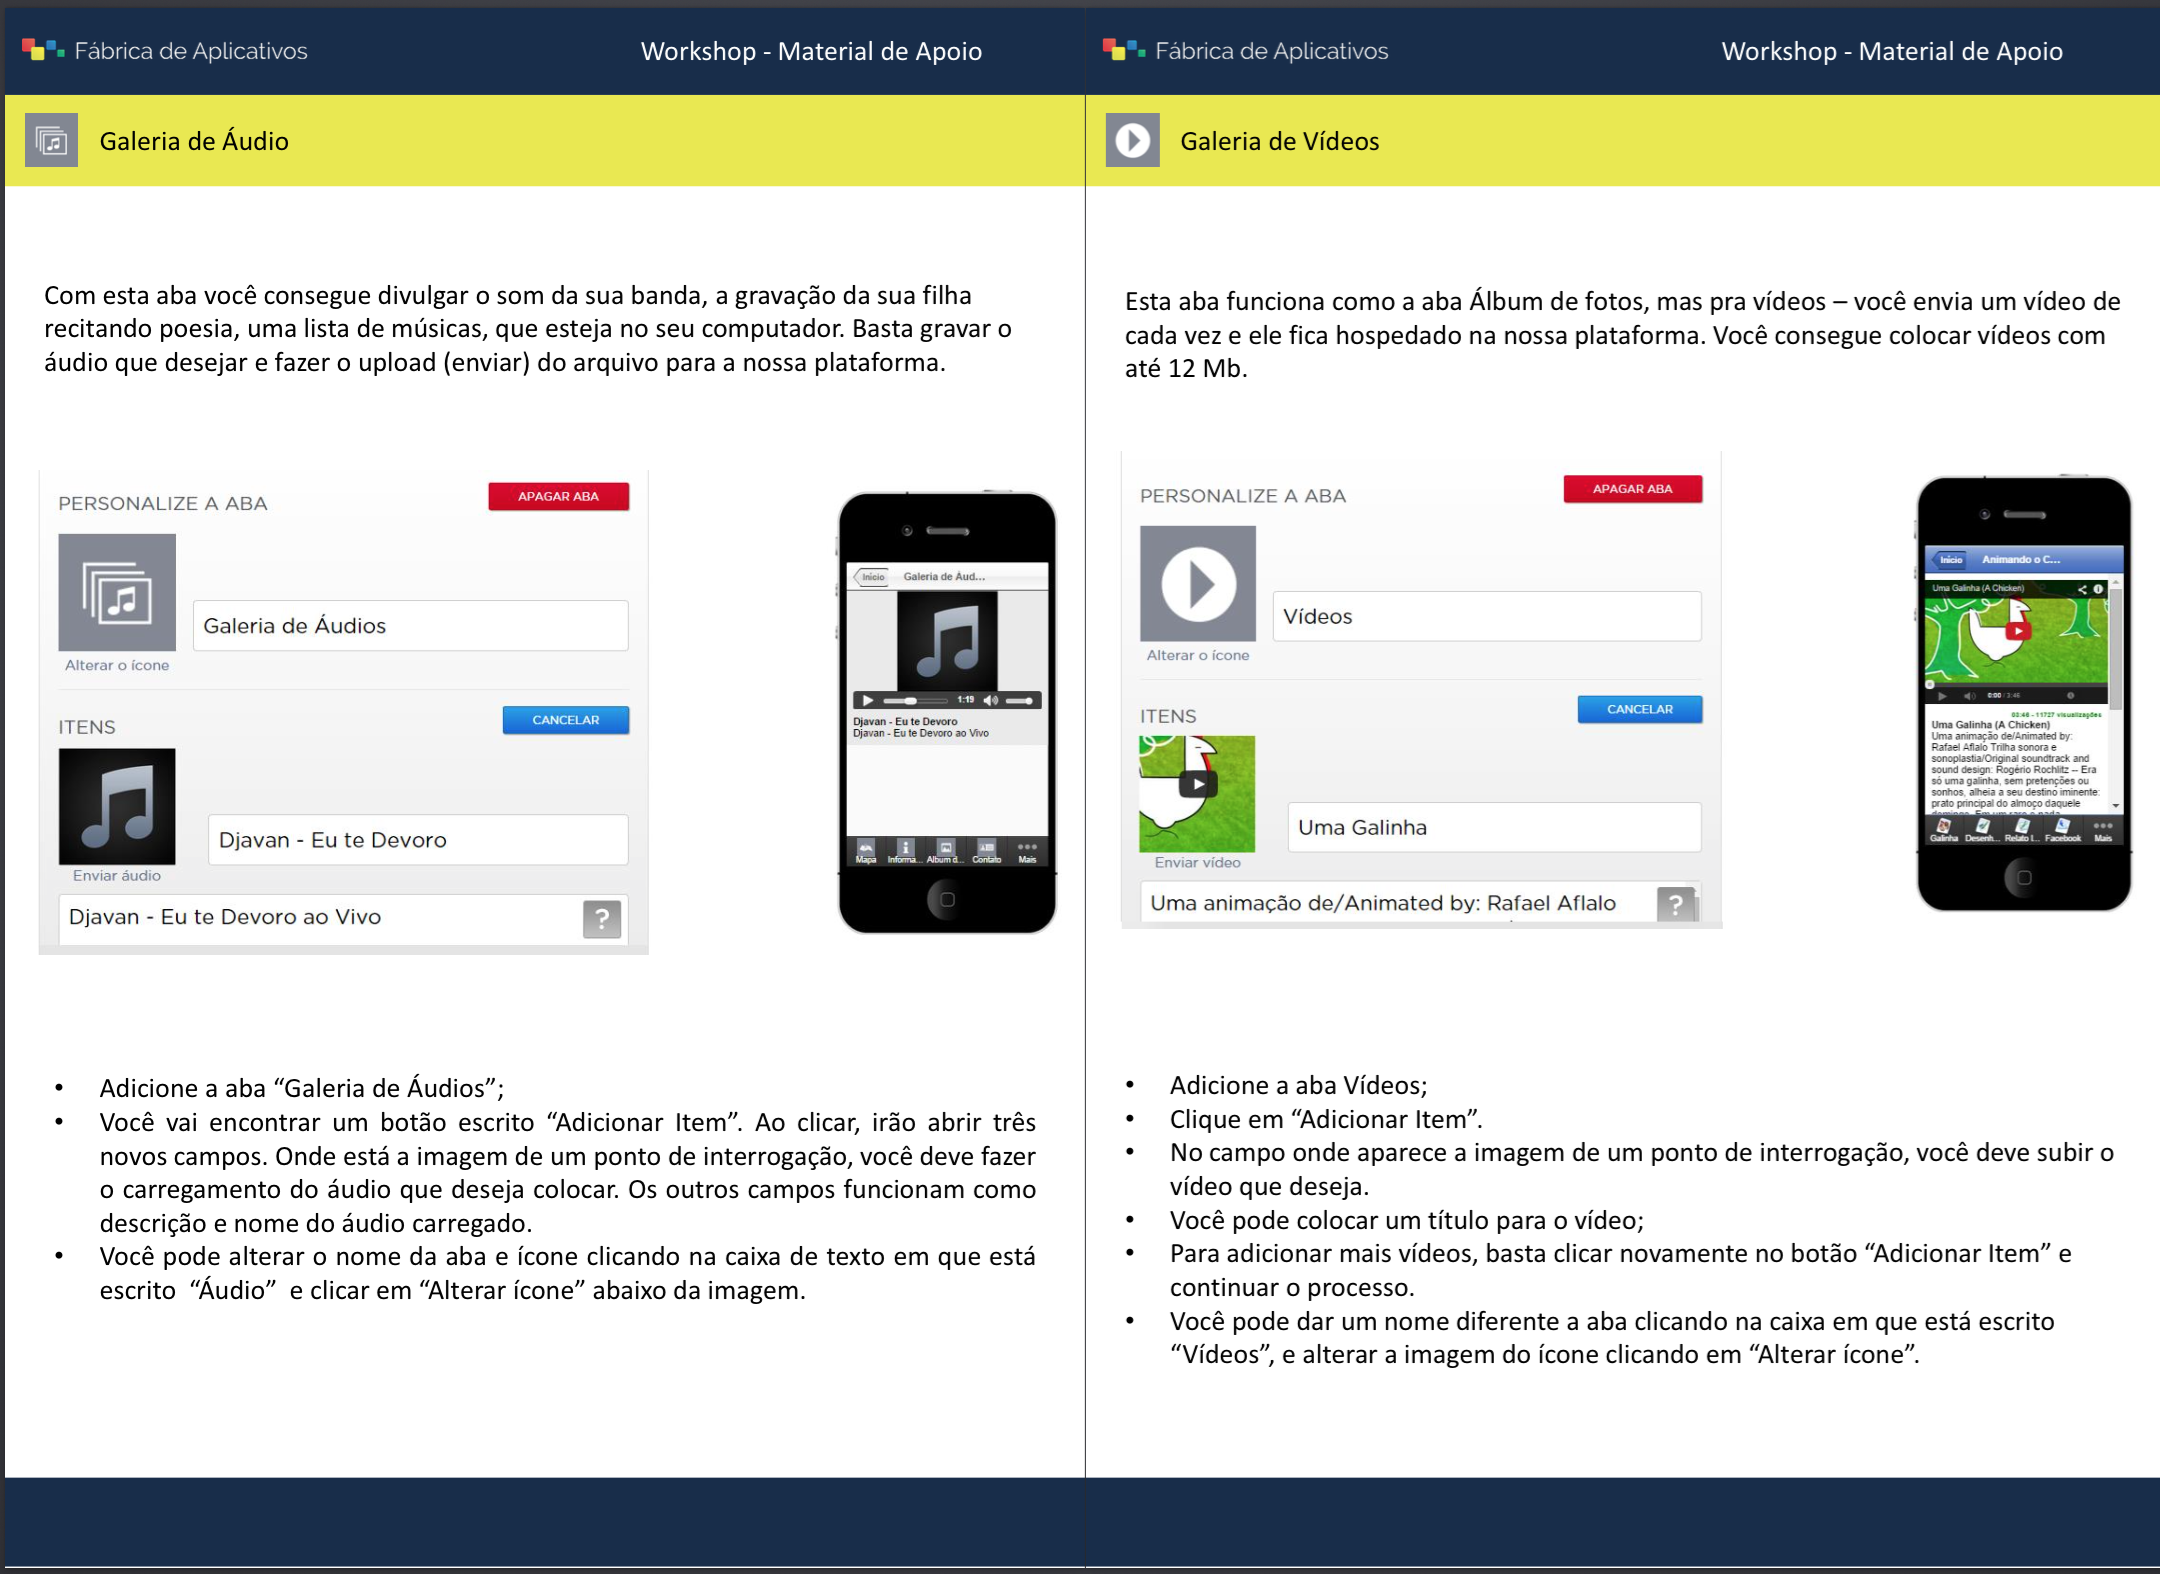 Fábrica de Aplicativos
Workshop - Material de Apoio
Galeria de Áudio
Com esta aba você consegue divulgar o som da sua banda, a gravação da sua filha
recitando poesia, uma lista de músicas, que esteja no seu computador. Basta gravar o
áudio que desejar e fazer o upload (enviar) do arquivo para a nossa plataforma.
PERSONALIZE A ABA
APAGAR ABA
Galeria de Áudios
Alterar o ícone
ITENS
CANCELAR
Djavan - Eu te Devoro
Enviar áudio
Djavan - Eu te Devoro ao Vivo
?
Início
Galeria de Áud...
1:19
Djavan - Eu te Devoro
Djavan - Eu te Devoro ao Vivo
Mapa Informa... Álbum d... Contato Mais
• Adicione a aba “Galeria de Áudios”;
• Você vai encontrar um botão escrito “Adicionar Item”. Ao clicar, irão abrir três
novos campos. Onde está a imagem de um ponto de interrogação, você deve fazer
o carregamento do áudio que deseja colocar. Os outros campos funcionam como
descrição e nome do áudio carregado.
• Você pode alterar o nome da aba e ícone clicando na caixa de texto em que está
escrito “Áudio” e clicar em “Alterar ícone” abaixo da imagem.
Fábrica de Aplicativos
Workshop - Material de Apoio
Galeria de Vídeos
Esta aba funciona como a aba Álbum de fotos, mas pra vídeos – você envia um vídeo de
cada vez e ele fica hospedado na nossa plataforma. Você consegue colocar vídeos com
até 12 Mb.
PERSONALIZE A ABA
APAGAR ABA
Vídeos
Alterar o ícone
ITENS
CANCELAR
Uma Galinha
Enviar vídeo
Uma animação de/Animated by: Rafael Aflalo
?
Início
Animando o C...
Uma Galinha (A Chicken)
0:00 / 3:46
03:46 - 11727 visualizações
Uma Galinha (A Chicken)
Uma animação de/Animated by:
Rafael Aflalo Trilha sonora e
sonoplastia/Original soundtrack and
sound design: Rogério Rochlitz -- Era
só uma galinha, sem pretenções ou
sonhos, alheia a seu destino iminente:
prato principal do almoço daquele
Galinha Desenh... Relato I... Facebook Mais
• Adicione a aba Vídeos;
• Clique em “Adicionar Item”.
• No campo onde aparece a imagem de um ponto de interrogação, você deve subir o
vídeo que deseja.
• Você pode colocar um título para o vídeo;
• Para adicionar mais vídeos, basta clicar novamente no botão “Adicionar Item” e
continuar o processo.
• Você pode dar um nome diferente a aba clicando na caixa em que está escrito
“Vídeos”, e alterar a imagem do ícone clicando em “Alterar ícone”.